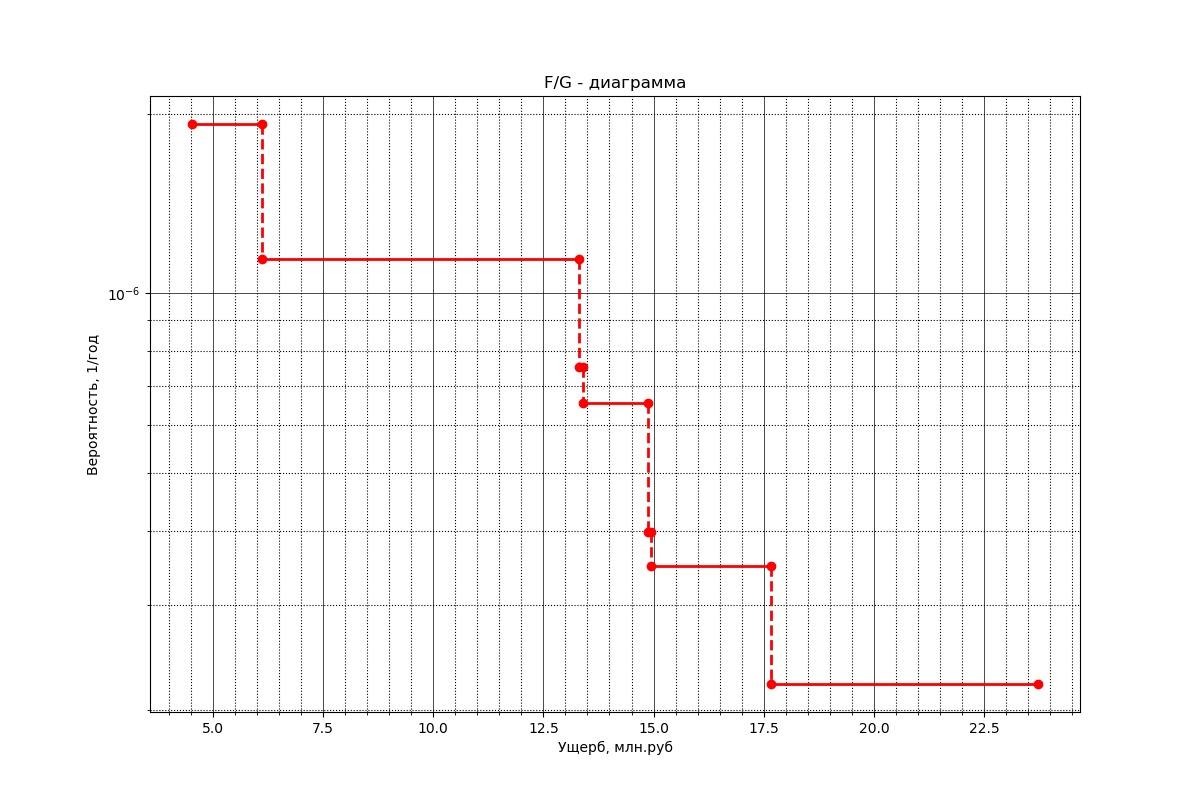 F/G - диаграмма
Вероятность, 1/год
10⁻⁶
5.0 7.5 10.0 12.5 15.0 17.5 20.0 22.5
Ущерб, млн.руб